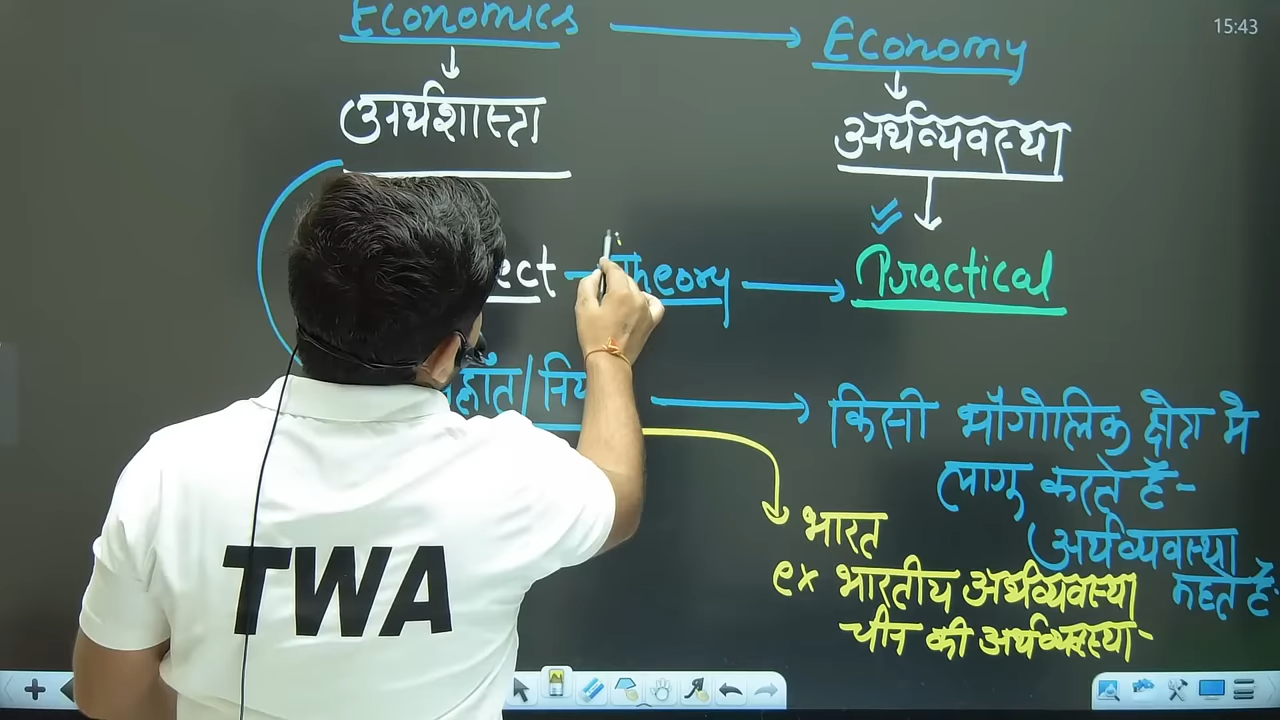 15:43
Economics → Economy
अर्थशास्त्र
अर्थव्यवस्था
Theory → Practical
किसी भौगोलिक क्षेत्र में
लागू करते हैं-
अर्थव्यवस्था
कहते हैं-
भारत
ex भारतीय अर्थव्यवस्था
चीन की अर्थव्यवस्था-
TWA